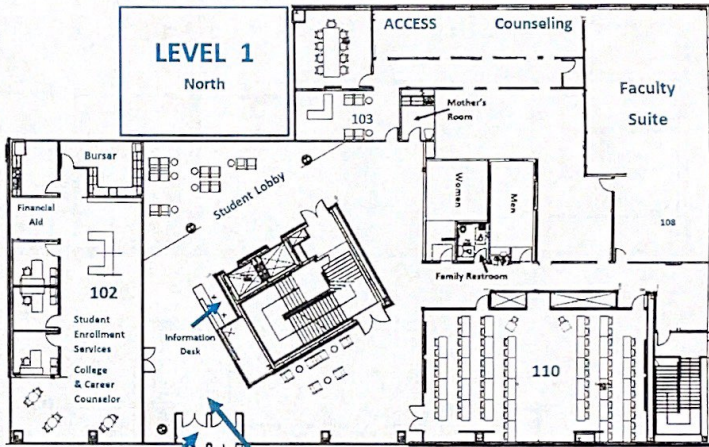 LEVEL 1
North
ACCESS
Counseling
Faculty
Suite
103
Mother's
Room
Bursar
Student Lobby
Women
Men
Financial
Aid
108
102
Family Restroom
Information
Desk
Student
Enrollment
Services
College
& Career
Counselor
110